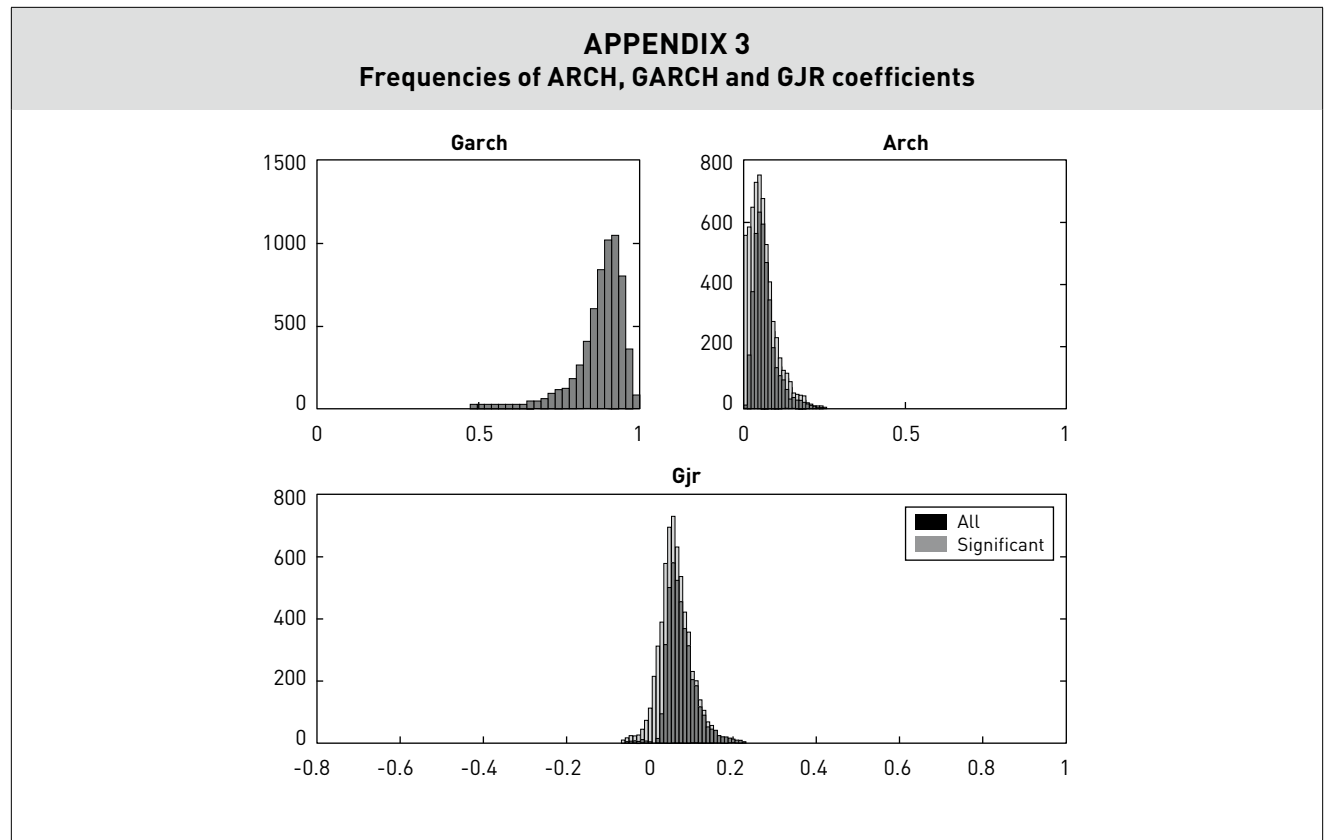 APPENDIX 3
Frequencies of ARCH, GARCH and GJR coefficients
Garch
1500
1000
500
0
0 0.5 1
Arch
800
600
400
200
0
0 0.5 1
Gjr
800
600
400
200
0
-0.8 -0.6 -0.4 -0.2 0 0.2 0.4 0.6 0.8 1
All
Significant